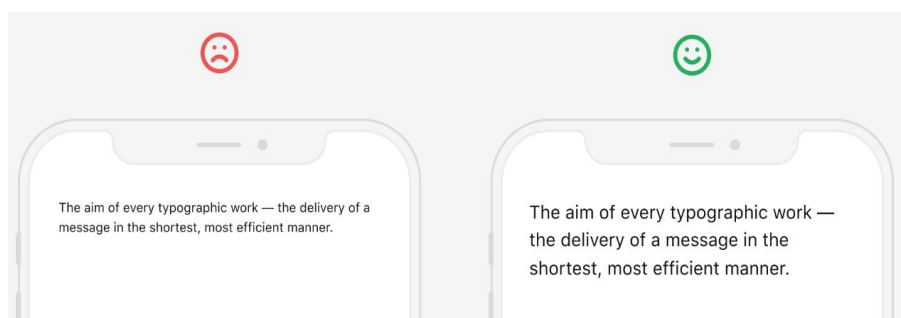 The aim of every typographic work — the delivery of a
message in the shortest, most efficient manner.
The aim of every typographic work —
the delivery of a message in the
shortest, most efficient manner.